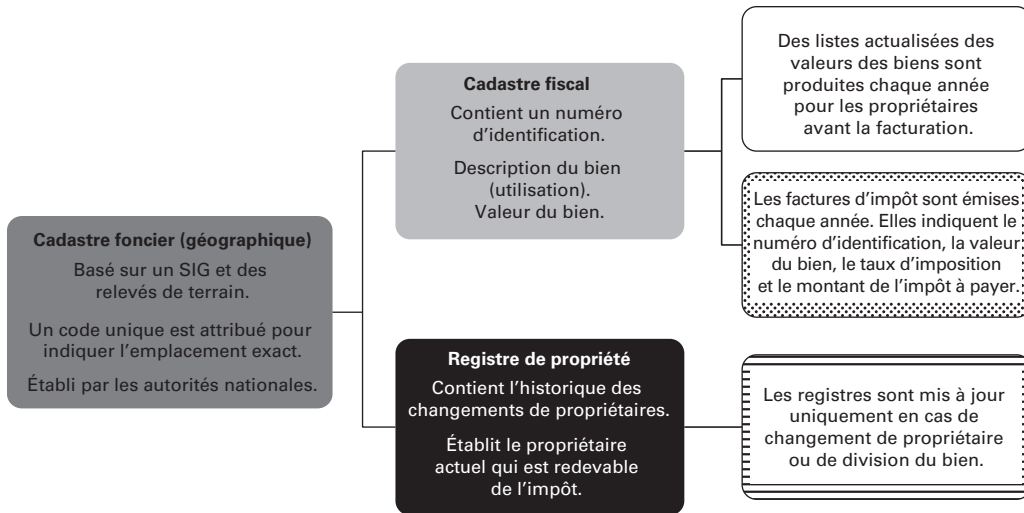 Cadastre foncier (géographique)
Basé sur un SIG et des
relevés de terrain.
Un code unique est attribué pour
indiquer l’emplacement exact.
Établi par les autorités nationales.
Cadastre fiscal
Contient un numéro
d’identification.
Description du bien
(utilisation).
Valeur du bien.
Registre de propriété
Contient l’historique des
changements de propriétaires.
Établit le propriétaire
actuel qui est redevable
de l’impôt.
Des listes actualisées des
valeurs des biens sont
produites chaque année
pour les propriétaires
avant la facturation.
Les factures d’impôt sont émises
chaque année. Elles indiquent le
numéro d’identification, la valeur
du bien, le taux d’imposition
et le montant de l’impôt à payer.
Les registres sont mis à jour
uniquement en cas de
changement de propriétaire
ou de division du bien.